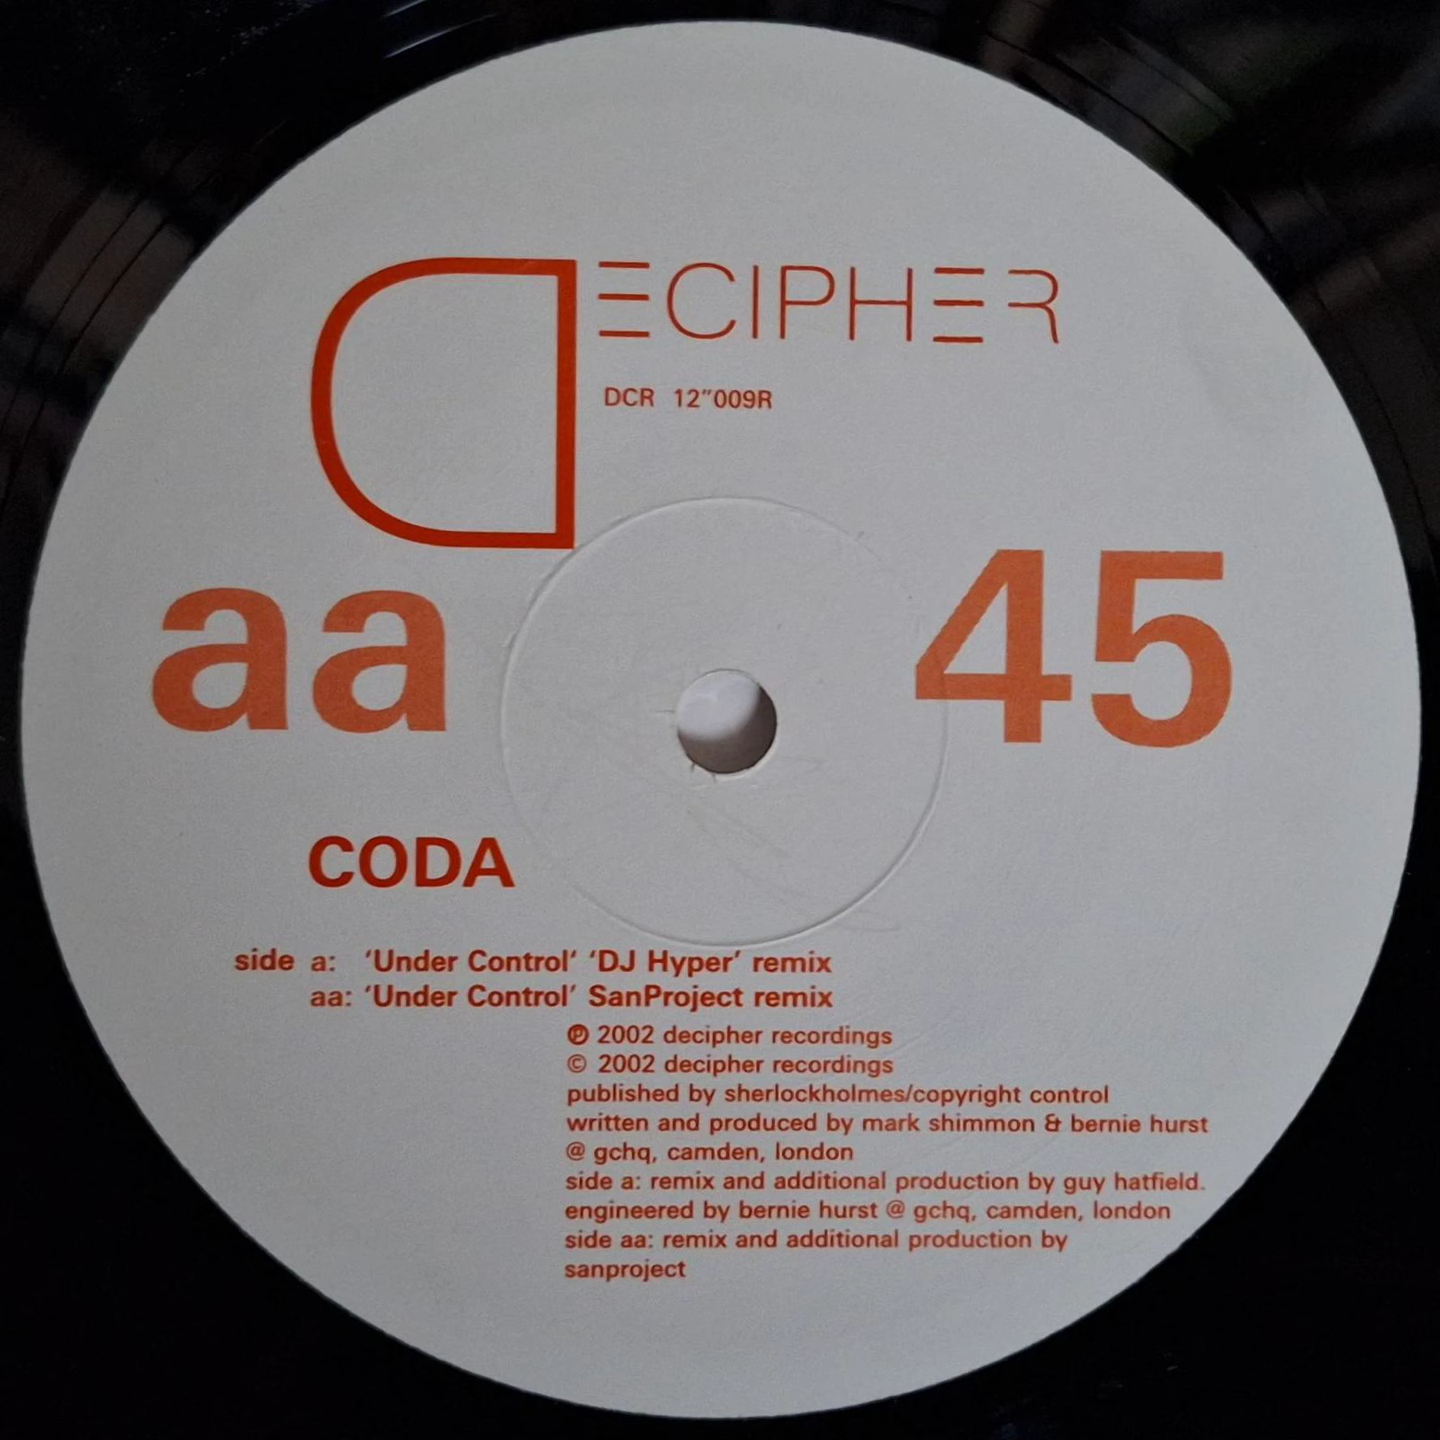 DECIPHER
DCR 12"009R
aa 45
CODA
side a: 'Under Control' 'DJ Hyper' remix
aa: 'Under Control' SanProject remix
℗ 2002 decipher recordings
© 2002 decipher recordings
published by sherlockholmes/copyright control
written and produced by mark shimmon & bernie hurst
@ gchq, camden, london
side a: remix and additional production by guy hatfield.
engineered by bernie hurst @ gchq, camden, london
side aa: remix and additional production by
sanproject